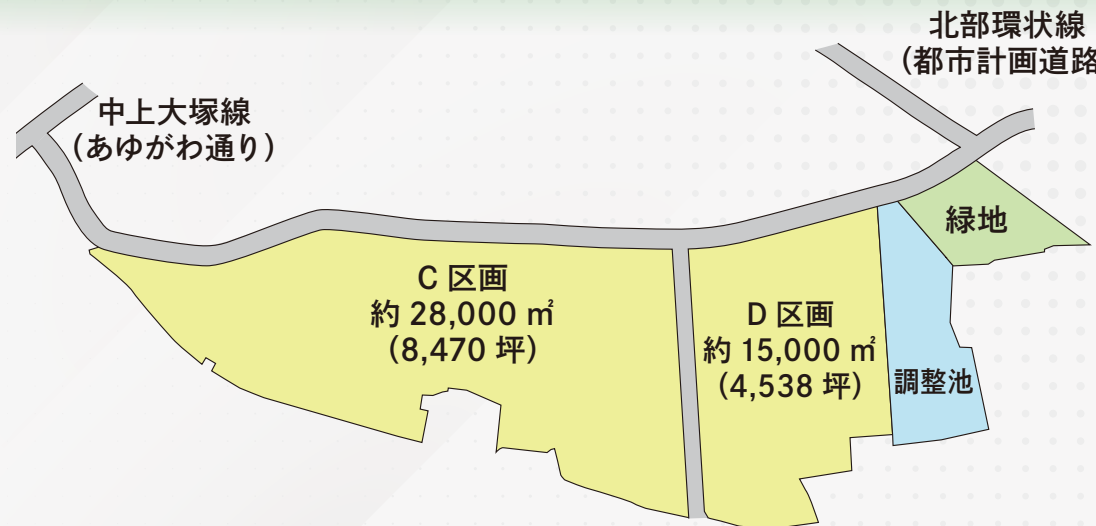 北部環状線
(都市計画道路
中上大塚線
(あゆがわ通り)
緑地
C 区画
約 28,000 ㎡
(8,470 坪)
D 区画
約 15,000 ㎡
(4,538 坪)
調整池